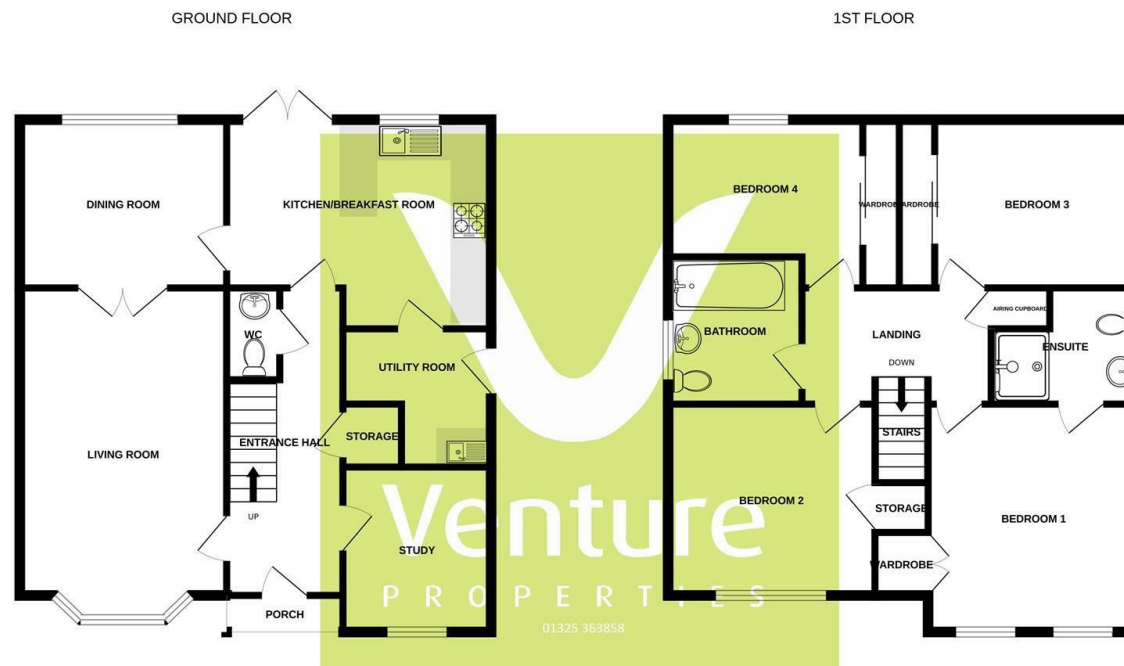 GROUND FLOOR
1ST FLOOR
DINING ROOM
KITCHEN/BREAKFAST ROOM
WC
UTILITY ROOM
ENTRANCE HALL
STORAGE
LIVING ROOM
UP
STUDY
PORCH
BEDROOM 4
WARDROBE
WARDROBE
BEDROOM 3
AIRING CUPBOARD
BATHROOM
LANDING
ENSUITE
DOWN
STAIRS
BEDROOM 2
STORAGE
BEDROOM 1
WARDROBE
Venture
PROPERTIES
01325 363858